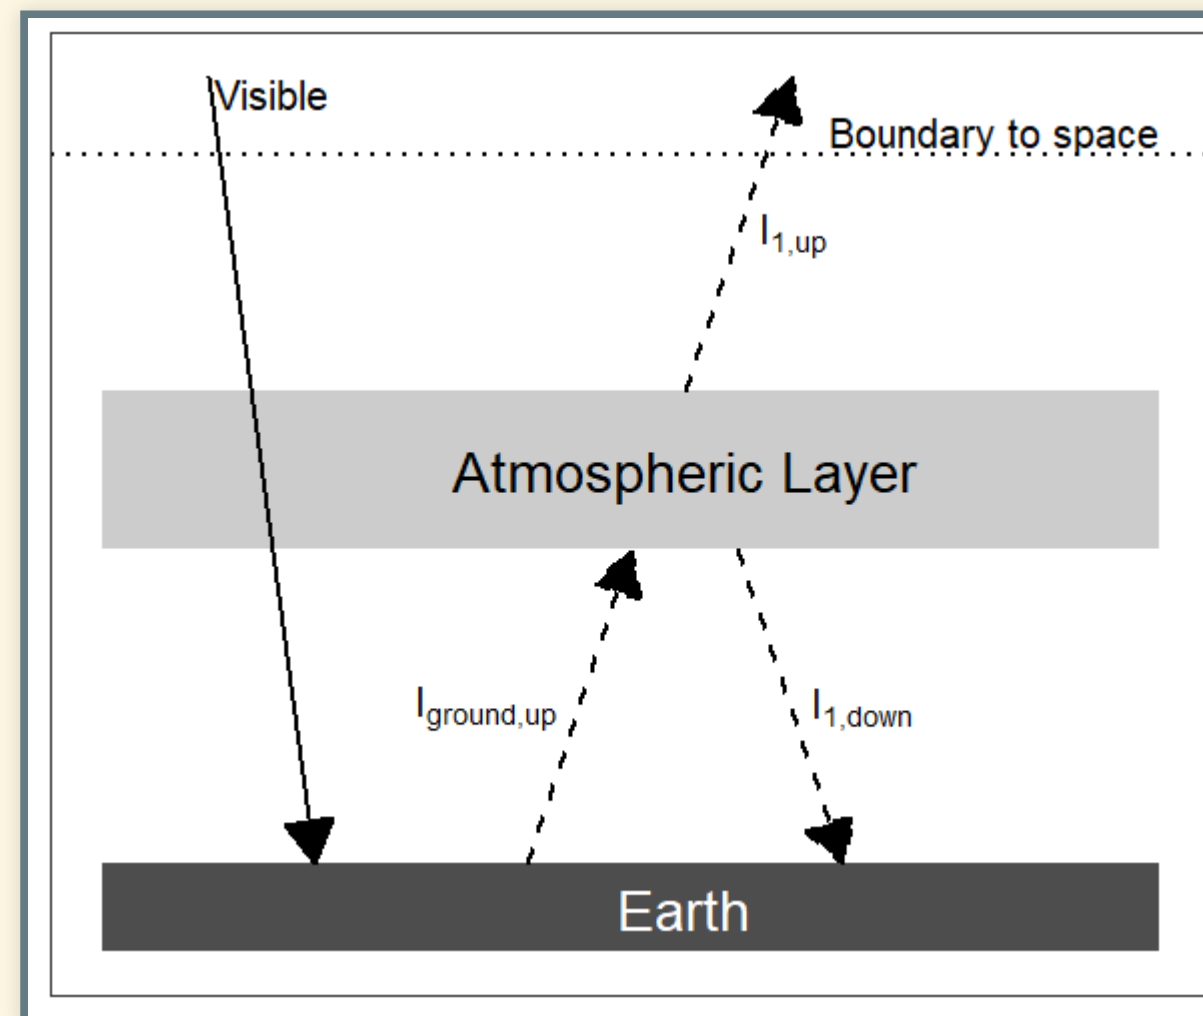 Visible
Boundary to space
I1,up
Atmospheric Layer
Iground,up
I1,down
Earth